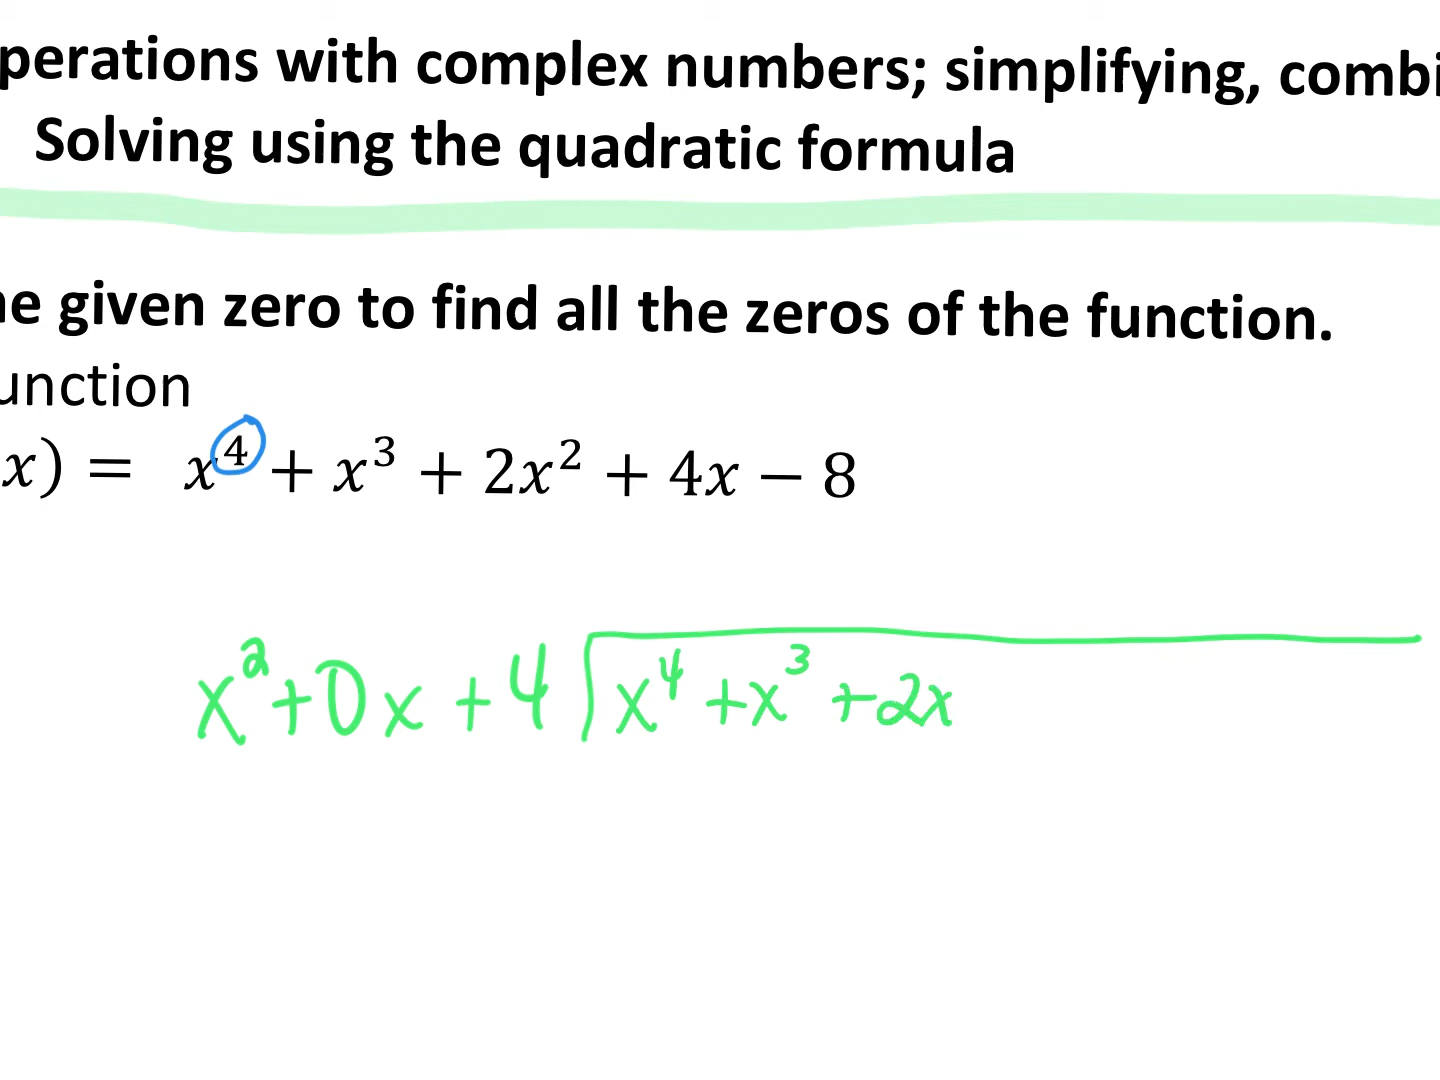 perations with complex numbers; simplifying, combi
Solving using the quadratic formula
he given zero to find all the zeros of the function.
unction
x) = x⁴ + x³ + 2x² + 4x − 8
x² + 0x + 4 x⁴ + x³ + 2x